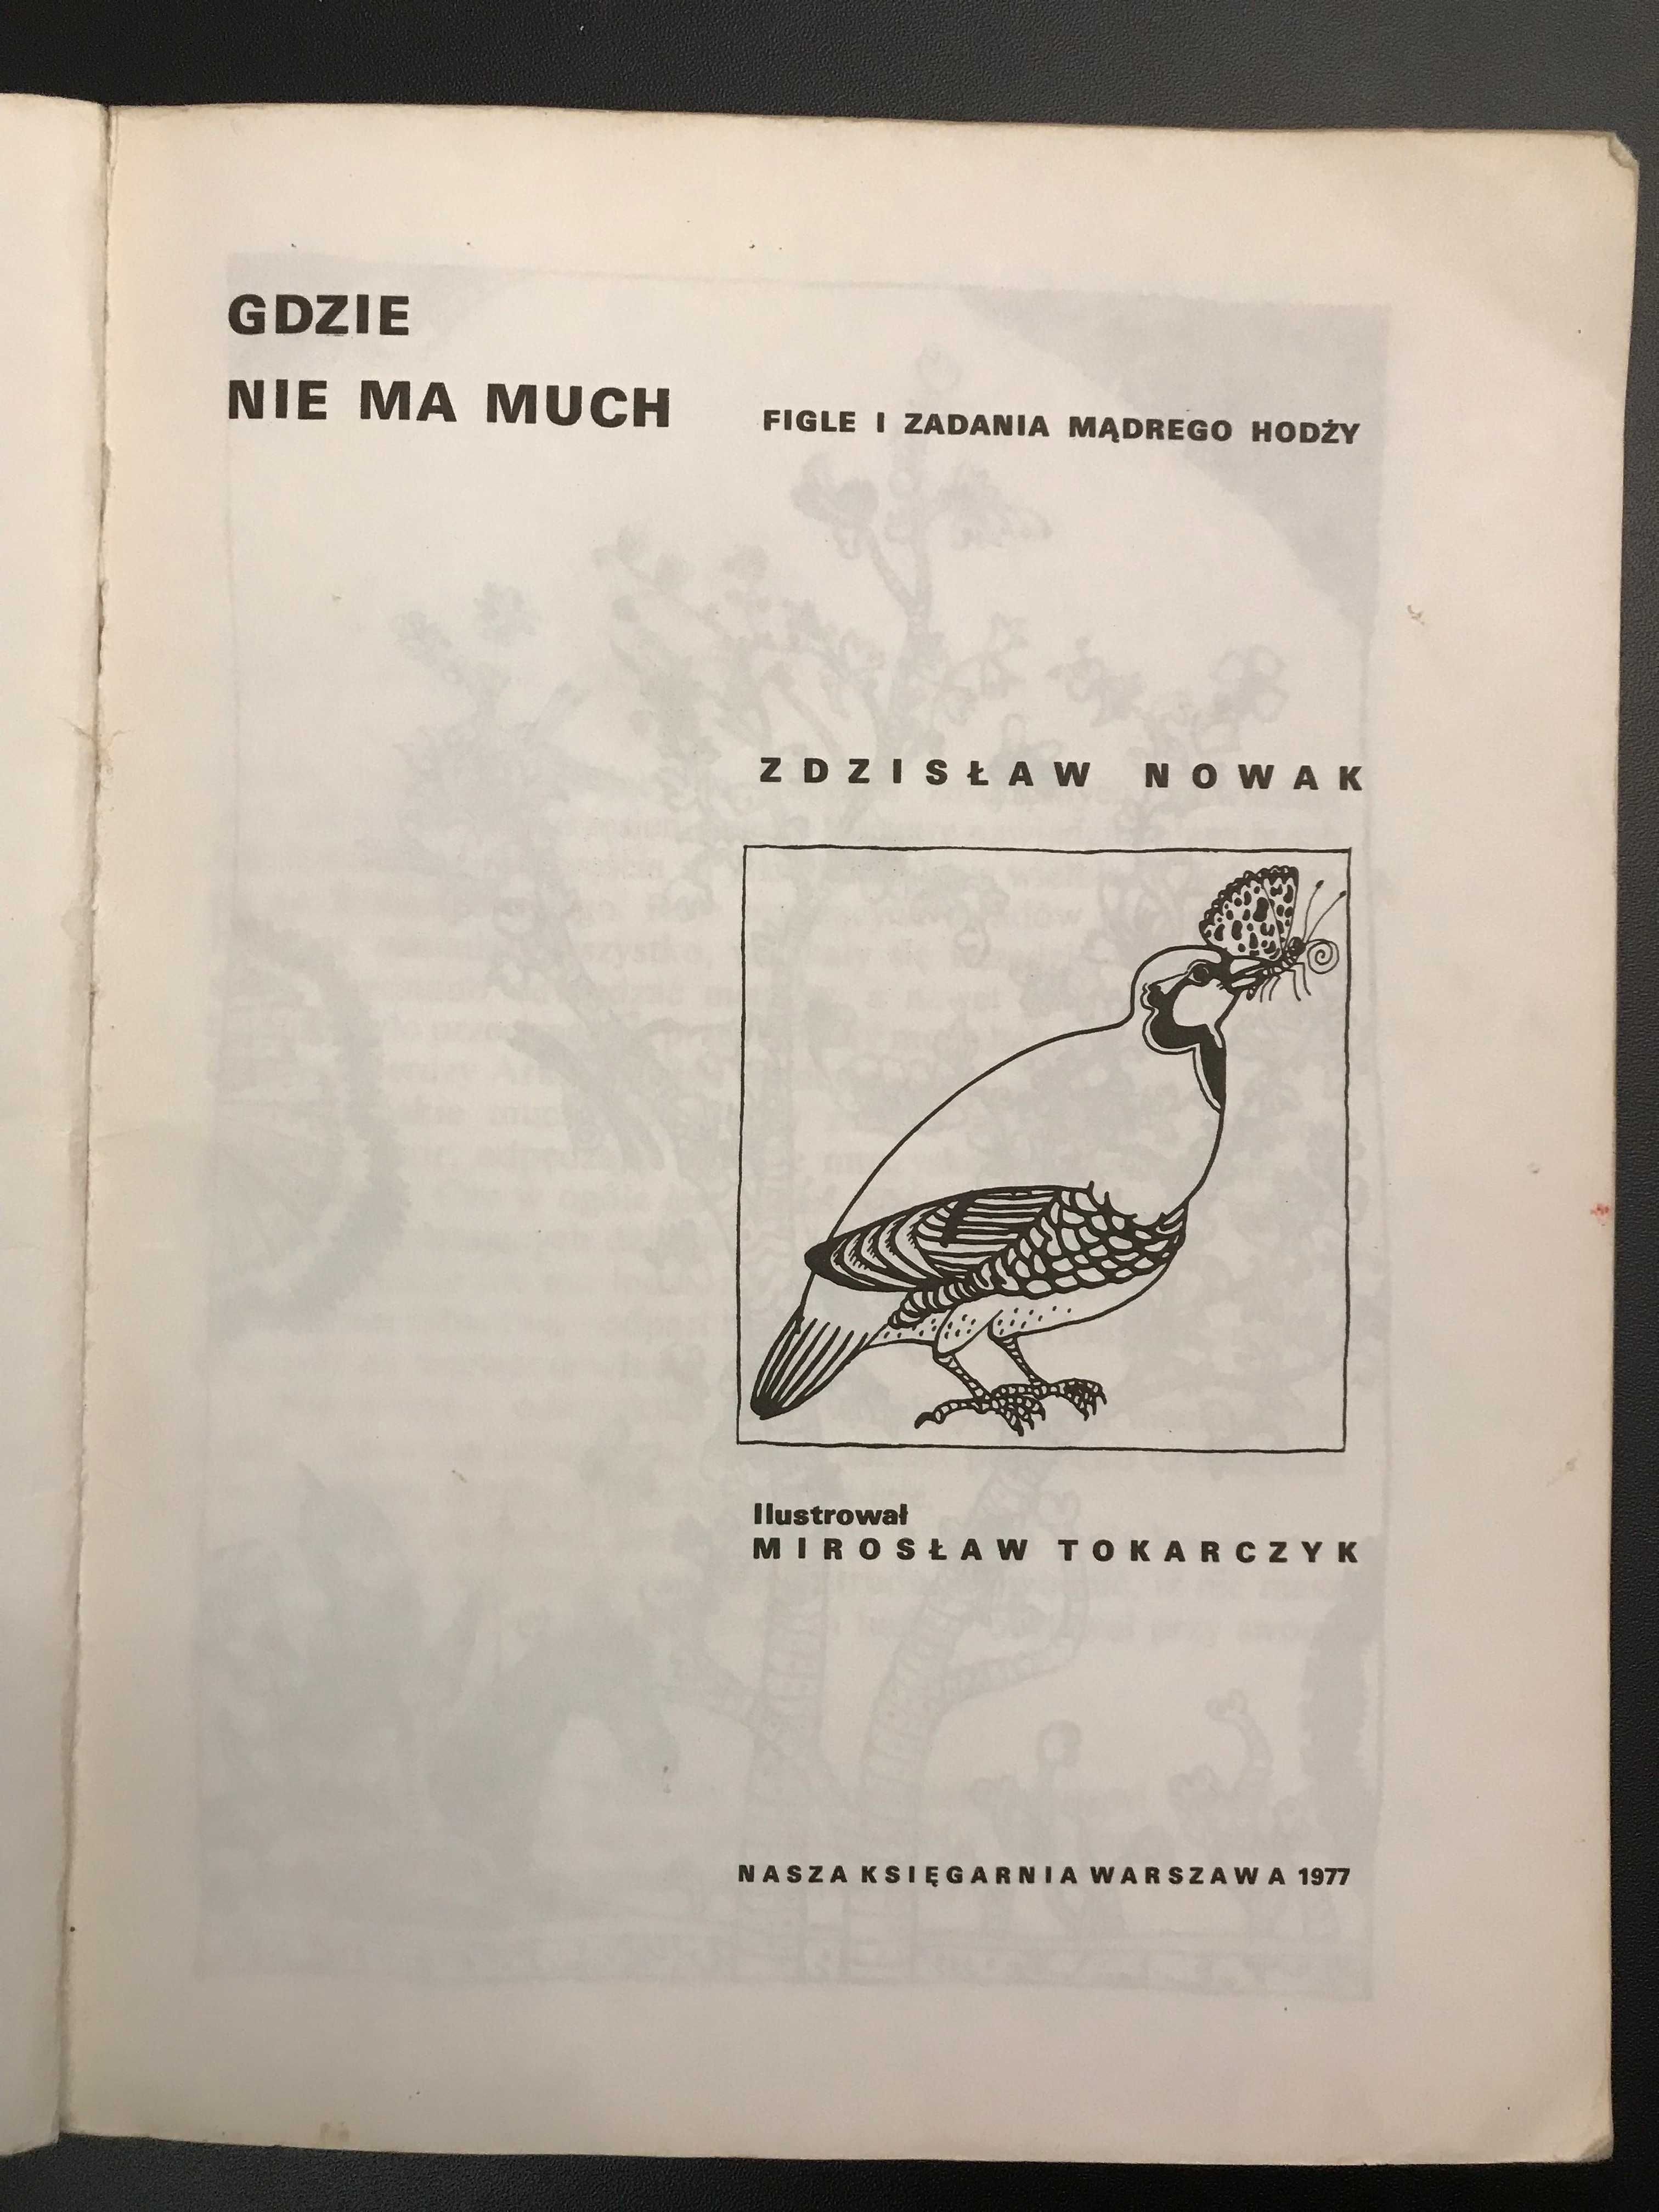 GDZIE
NIE MA MUCH
FIGLE I ZADANIA MĄDREGO HODŻY
ZDZISŁAW NOWAK
Ilustrował
MIROSŁAW TOKARCZYK
NASZA KSIĘGARNIA WARSZAWA 1977